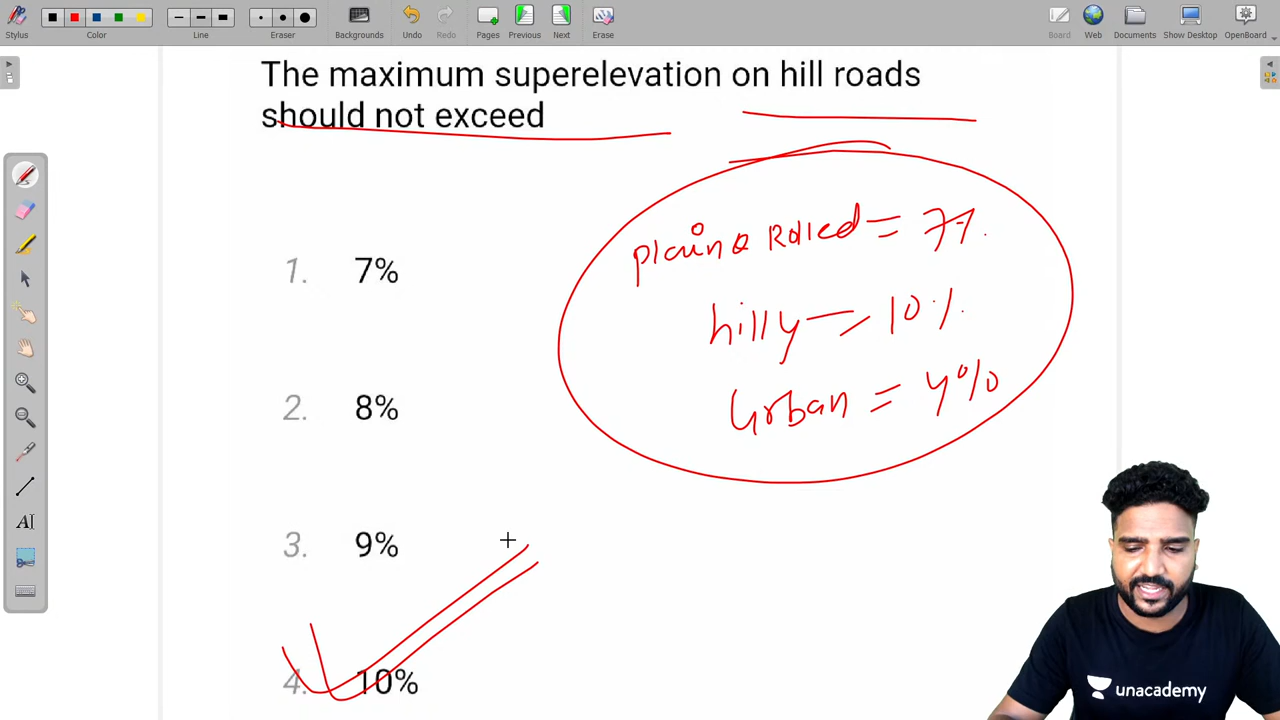 Stylus Color Line Eraser Backgrounds Undo Redo Pages Previous Next Erase Board Web Documents Show Desktop OpenBoard
The maximum superelevation on hill roads
should not exceed
plain & Rolled = 7%.
1. 7%
hilly = 10%.
2. 8%
Urban = 4%
3. 9%
4. 10%
unacademy